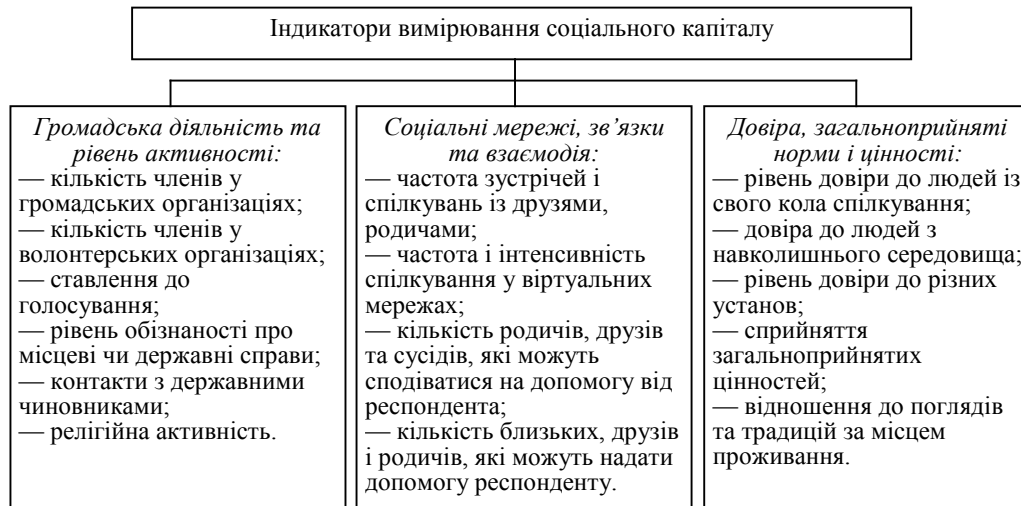 Індикатори вимірювання соціального капіталу
Громадська діяльність та
рівень активності:
— кількість членів у
громадських організаціях;
— кількість членів у
волонтерських організаціях;
— ставлення до
голосування;
— рівень обізнаності про
місцеві чи державні справи;
— контакти з державними
чиновниками;
— релігійна активність.
Соціальні мережі, зв’язки
та взаємодія:
— частота зустрічей і
спілкувань із друзями,
родичами;
— частота і інтенсивність
спілкування у віртуальних
мережах;
— кількість родичів, друзів
та сусідів, які можуть
сподіватися на допомогу від
респондента;
— кількість близьких, друзів
і родичів, які можуть надати
допомогу респонденту.
Довіра, загальноприйняті
норми і цінності:
— рівень довіри до людей із
свого кола спілкування;
— довіра до людей з
навколишнього середовища;
— рівень довіри до різних
установ;
— сприйняття
загальноприйнятих
цінностей;
— відношення до поглядів
та традицій за місцем
проживання.